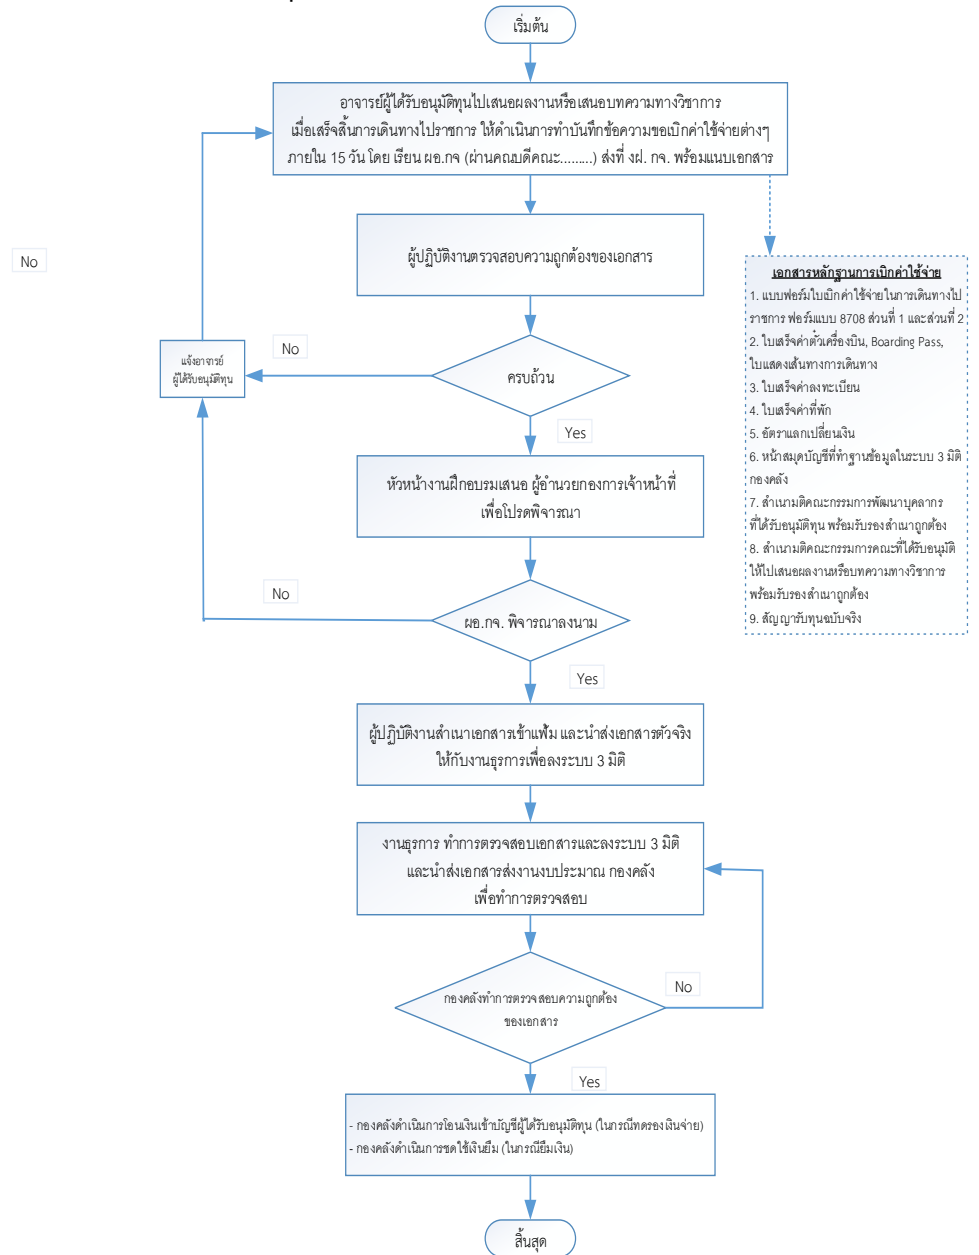 เริ่มต้น
อาจารย์ผู้ได้รับอนุมัติทุนไปเสนอผลงานหรือเสนอบทความทางวิชาการ
เมื่อเสร็จสิ้นการเดินทางไปราชการ ให้ดำเนินการทำบันทึกข้อความขอเบิกค่าใช้จ่ายต่างๆ
ภายใน 15 วัน โดย เรียน ผอ.กจ (ผ่านคณบดีคณะ.........) ส่งที่ งฝ. กจ. พร้อมแนบเอกสาร
ผู้ปฏิบัติงานตรวจสอบความถูกต้องของเอกสาร
No
เอกสารหลักฐานการเบิกค่าใช้จ่าย
1. แบบฟอร์มใบเบิกค่าใช้จ่ายในการเดินทางไป
ราชการ ฟอร์มแบบ 8708 ส่วนที่ 1 และส่วนที่ 2
2. ใบเสร็จค่าตั๋วเครื่องบิน, Boarding Pass,
ใบแสดงเส้นทางการเดินทาง
3. ใบเสร็จค่าลงทะเบียน
4. ใบเสร็จค่าที่พัก
5. อัตราแลกเปลี่ยนเงิน
6. หน้าสมุดบัญชีที่ทำฐานข้อมูลในระบบ 3 มิติ
กองคลัง
7. สำเนามติคณะกรรมการพัฒนาบุคลากร
ที่ได้รับอนุมัติทุน พร้อมรับรองสำเนาถูกต้อง
8. สำเนามติคณะกรรมการคณะที่ได้รับอนุมัติ
ให้ไปเสนอผลงานหรือบทความทางวิชาการ
พร้อมรับรองสำเนาถูกต้อง
9. สัญญารับทุนฉบับจริง
No
แจ้งอาจารย์
ผู้ได้รับอนุมัติทุน
ครบถ้วน
Yes
หัวหน้างานฝึกอบรมเสนอ ผู้อำนวยกองการเจ้าหน้าที่
เพื่อโปรดพิจารณา
No
ผอ.กจ. พิจารณาลงนาม
Yes
ผู้ปฏิบัติงานสำเนาเอกสารเข้าแฟ้ม และนำส่งเอกสารตัวจริง
ให้กับงานธุรการเพื่อลงระบบ 3 มิติ
งานธุรการ ทำการตรวจสอบเอกสารและลงระบบ 3 มิติ
และนำส่งเอกสารส่งงานงบประมาณ กองคลัง
เพื่อทำการตรวจสอบ
กองคลังทำการตรวจสอบความถูกต้อง
ของเอกสาร
No
Yes
- กองคลังดำเนินการโอนเงินเข้าบัญชีผู้ได้รับอนุมัติทุน (ในกรณีทดรองเงินจ่าย)
- กองคลังดำเนินการชดใช้เงินยืม (ในกรณียืมเงิน)
สิ้นสุด